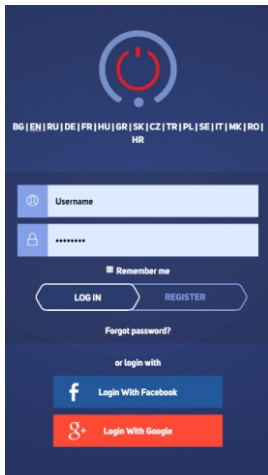 BG | EN | RU | DE | FR | HU | GR | SK | CZ | TR | PL | SE | IT | MK | RO |
HR
Username
••••••••
Remember me
LOG IN REGISTER
Forgot password?
or login with
f Login With Facebook
g+ Login With Google